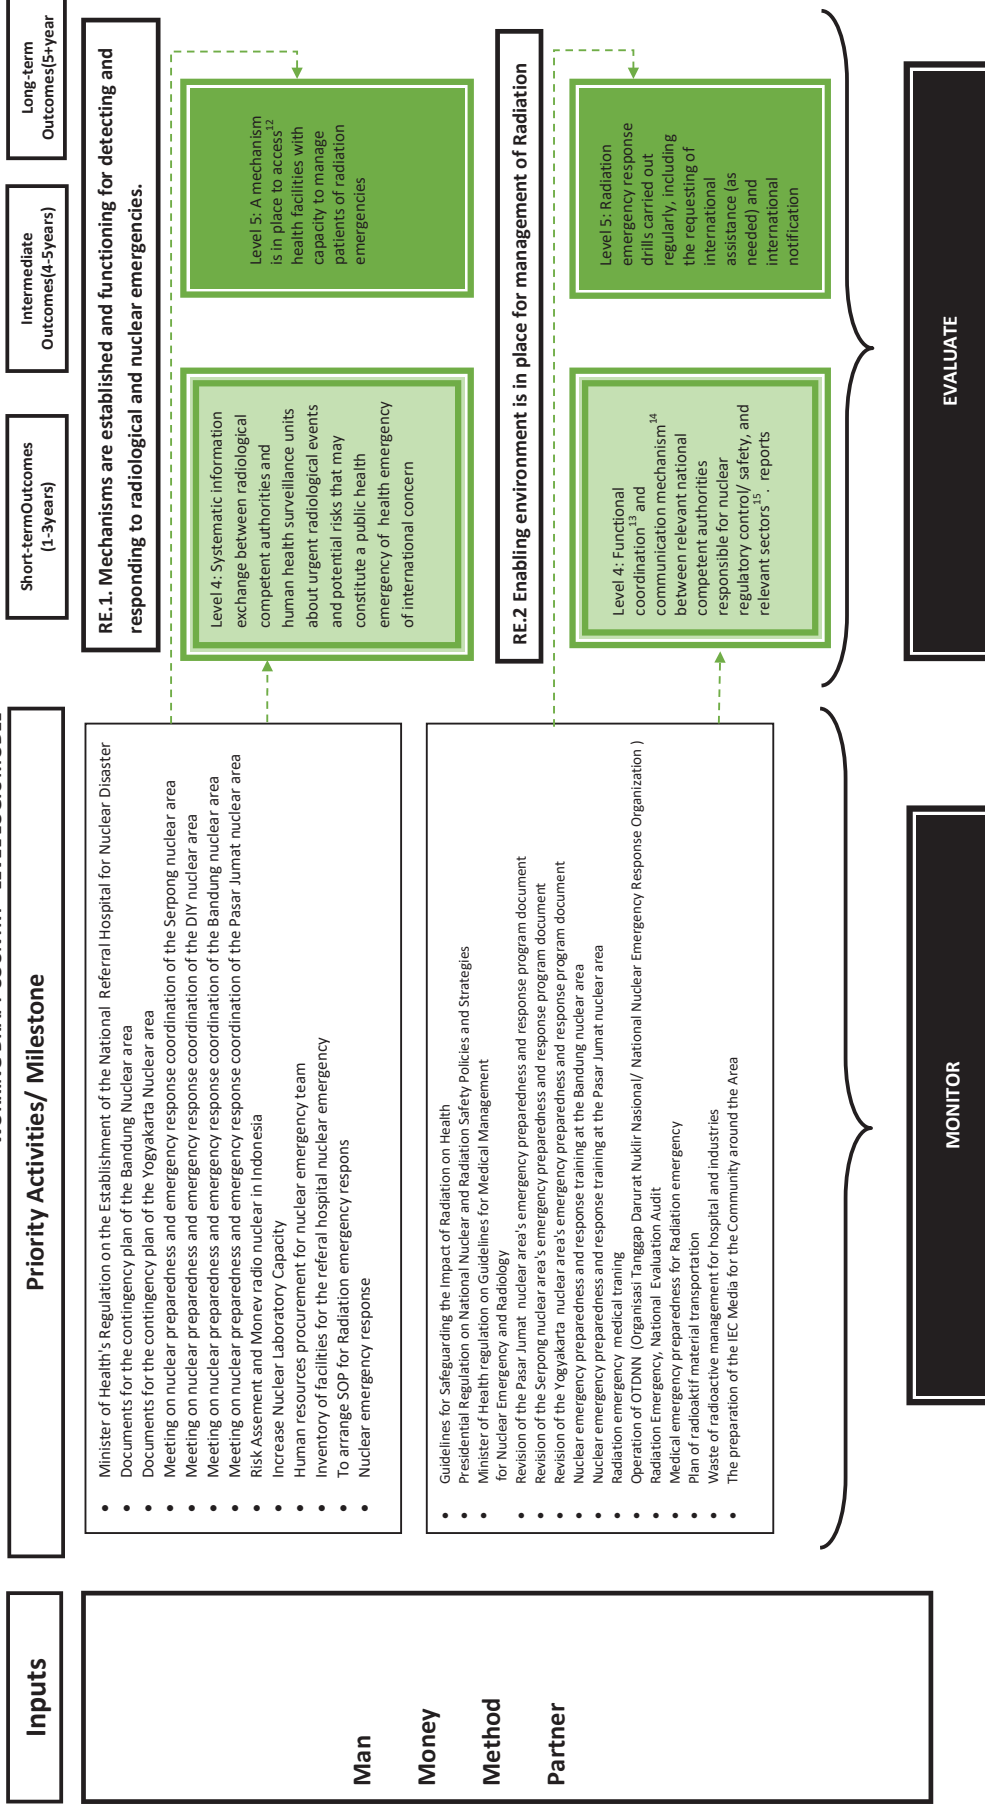 Inputs
Priority Activities/ Milestone
Short-termOutcomes
(1-3years)
Intermediate
Outcomes(4-5years)
Long-term
Outcomes(5+year
Man
Money
Method
Partner
• Minister of Health's Regulation on the Establishment of the National Referral Hospital for Nuclear Disaster
• Documents for the contingency plan of the Bandung Nuclear area
• Documents for the contingency plan of the Yogyakarta Nuclear area
• Meeting on nuclear preparedness and emergency response coordination of the Serpong nuclear area
• Meeting on nuclear preparedness and emergency response coordination of the DIY nuclear area
• Meeting on nuclear preparedness and emergency response coordination of the Bandung nuclear area
• Meeting on nuclear preparedness and emergency response coordination of the Pasar Jumat nuclear area
• Risk Assement and Monev radio nuclear in Indonesia
• Increase Nuclear Laboratory Capacity
• Human resources procurement for nuclear emergency team
• Inventory of facilities for the referal hospital nuclear emergency
• To arrange SOP for Radiation emergency respons
• Nuclear emergency response
• Guidelines for Safeguarding the Impact of Radiation on Health
• Presidential Regulation on National Nuclear and Radiation Safety Policies and Strategies
• Minister of Health regulation on Guidelines for Medical Management
for Nuclear Emergency and Radiology
• Revision of the Pasar Jumat nuclear area's emergency preparedness and response program document
• Revision of the Serpong nuclear area's emergency preparedness and response program document
• Revision of the Yogyakarta nuclear area's emergency preparedness and response program document
• Nuclear emergency preparedness and response training at the Bandung nuclear area
• Nuclear emergency preparedness and response training at the Pasar Jumat nuclear area
• Radiation emergency medical traning
• Operation of OTDNN (Organisasi Tanggap Darurat Nuklir Nasional/ National Nuclear Emergency Response Organization )
• Radiation Emergency, National Evaluation Audit
• Medical emergency preparedness for Radiation emergency
• Plan of radioaktif material transportation
• Waste of radioactive management for hospital and industries
• The preparation of the IEC Media for the Community around the Area
RE.1. Mechanisms are established and functioning for detecting and
responding to radiological and nuclear emergencies.
Level 4: Systematic information
exchange between radiological
competent authorities and
human health surveillance units
about urgent radiological events
and potential risks that may
constitute a public health
emergency of health emergency
of international concern
Level 5: A mechanism
is in place to access12
health facilities with
capacity to manage
patients of radiation
emergencies
RE.2 Enabling environment is in place for management of Radiation
Level 4: Functional
coordination13 and
communication mechanism14
between relevant national
competent authorities
responsible for nuclear
regulatory control/ safety, and
relevant sectors15. reports
Level 5: Radiation
emergency response
drills carried out
regularly, including
the requesting of
international
assistance (as
needed) and
international
notification
MONITOR
EVALUATE